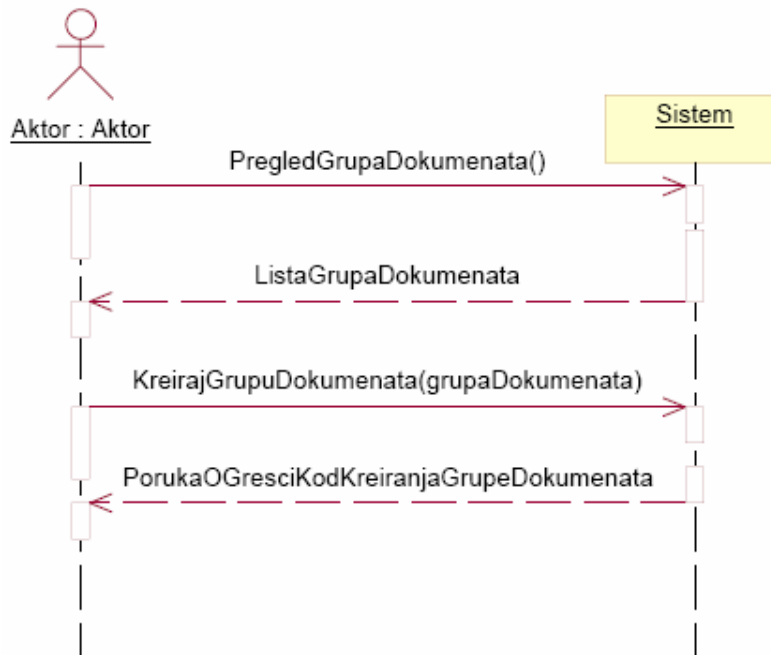 Aktor : Aktor
Sistem
PregledGrupaDokumenata()
ListaGrupaDokumenata
KreirajGrupuDokumenata(grupaDokumenata)
PorukaOGresciKodKreiranjaGrupeDokumenata